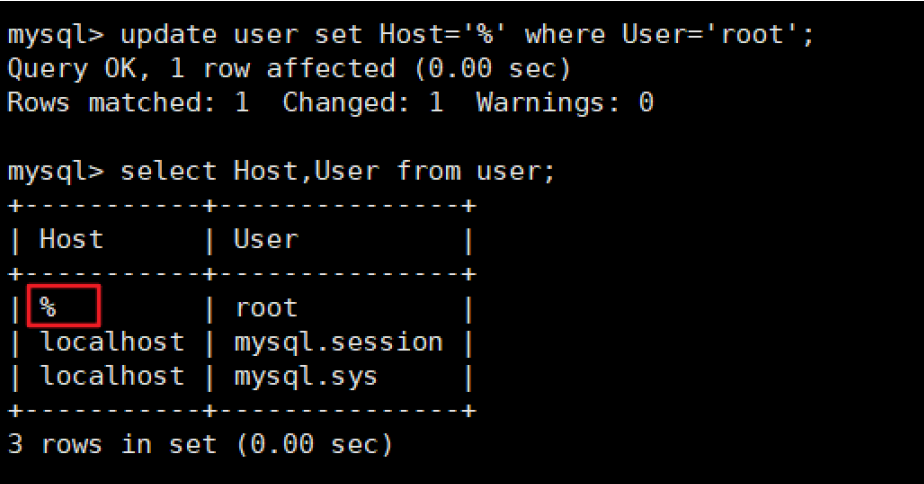 mysql> update user set Host='%' where User='root';
Query OK, 1 row affected (0.00 sec)
Rows matched: 1  Changed: 1  Warnings: 0
mysql> select Host,User from user;
+-----------+---------------+
| Host      | User          |
+-----------+---------------+
| %         | root          |
| localhost | mysql.session |
| localhost | mysql.sys     |
+-----------+---------------+
3 rows in set (0.00 sec)